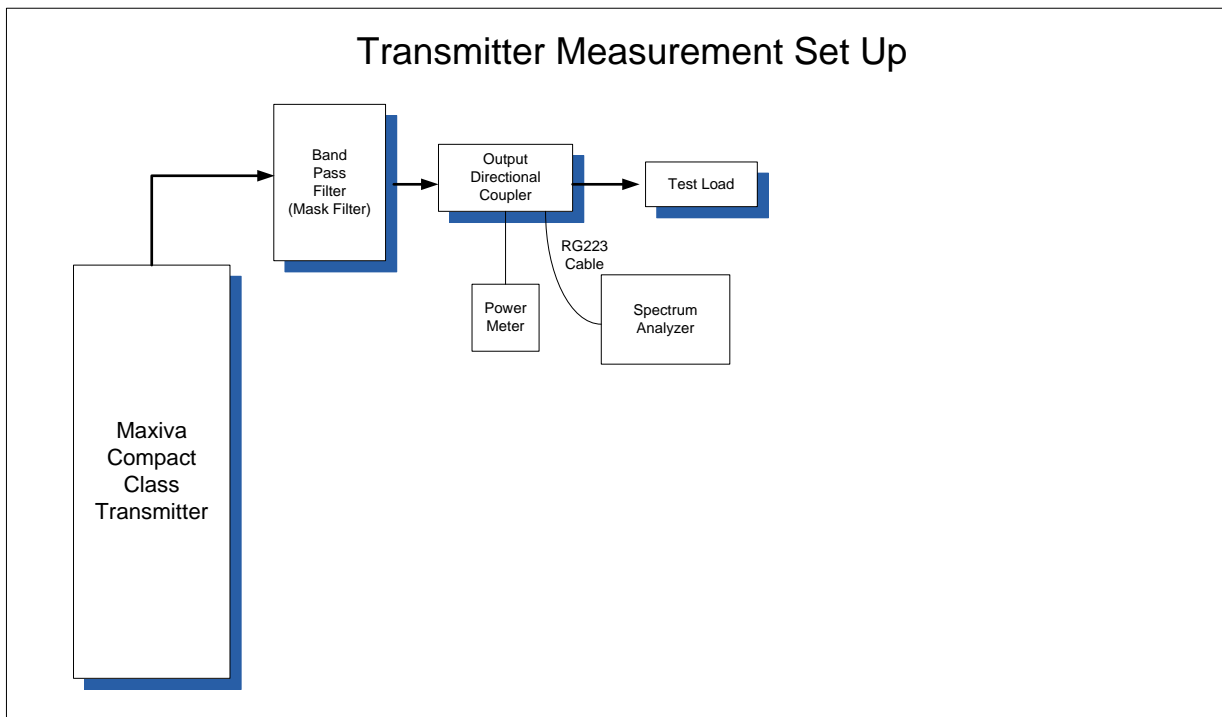 Transmitter Measurement Set Up
Band
Pass
Filter
(Mask Filter)
Output
Directional
Coupler
Test Load
RG223
Cable
Power
Meter
Spectrum
Analyzer
Maxiva
Compact
Class
Transmitter